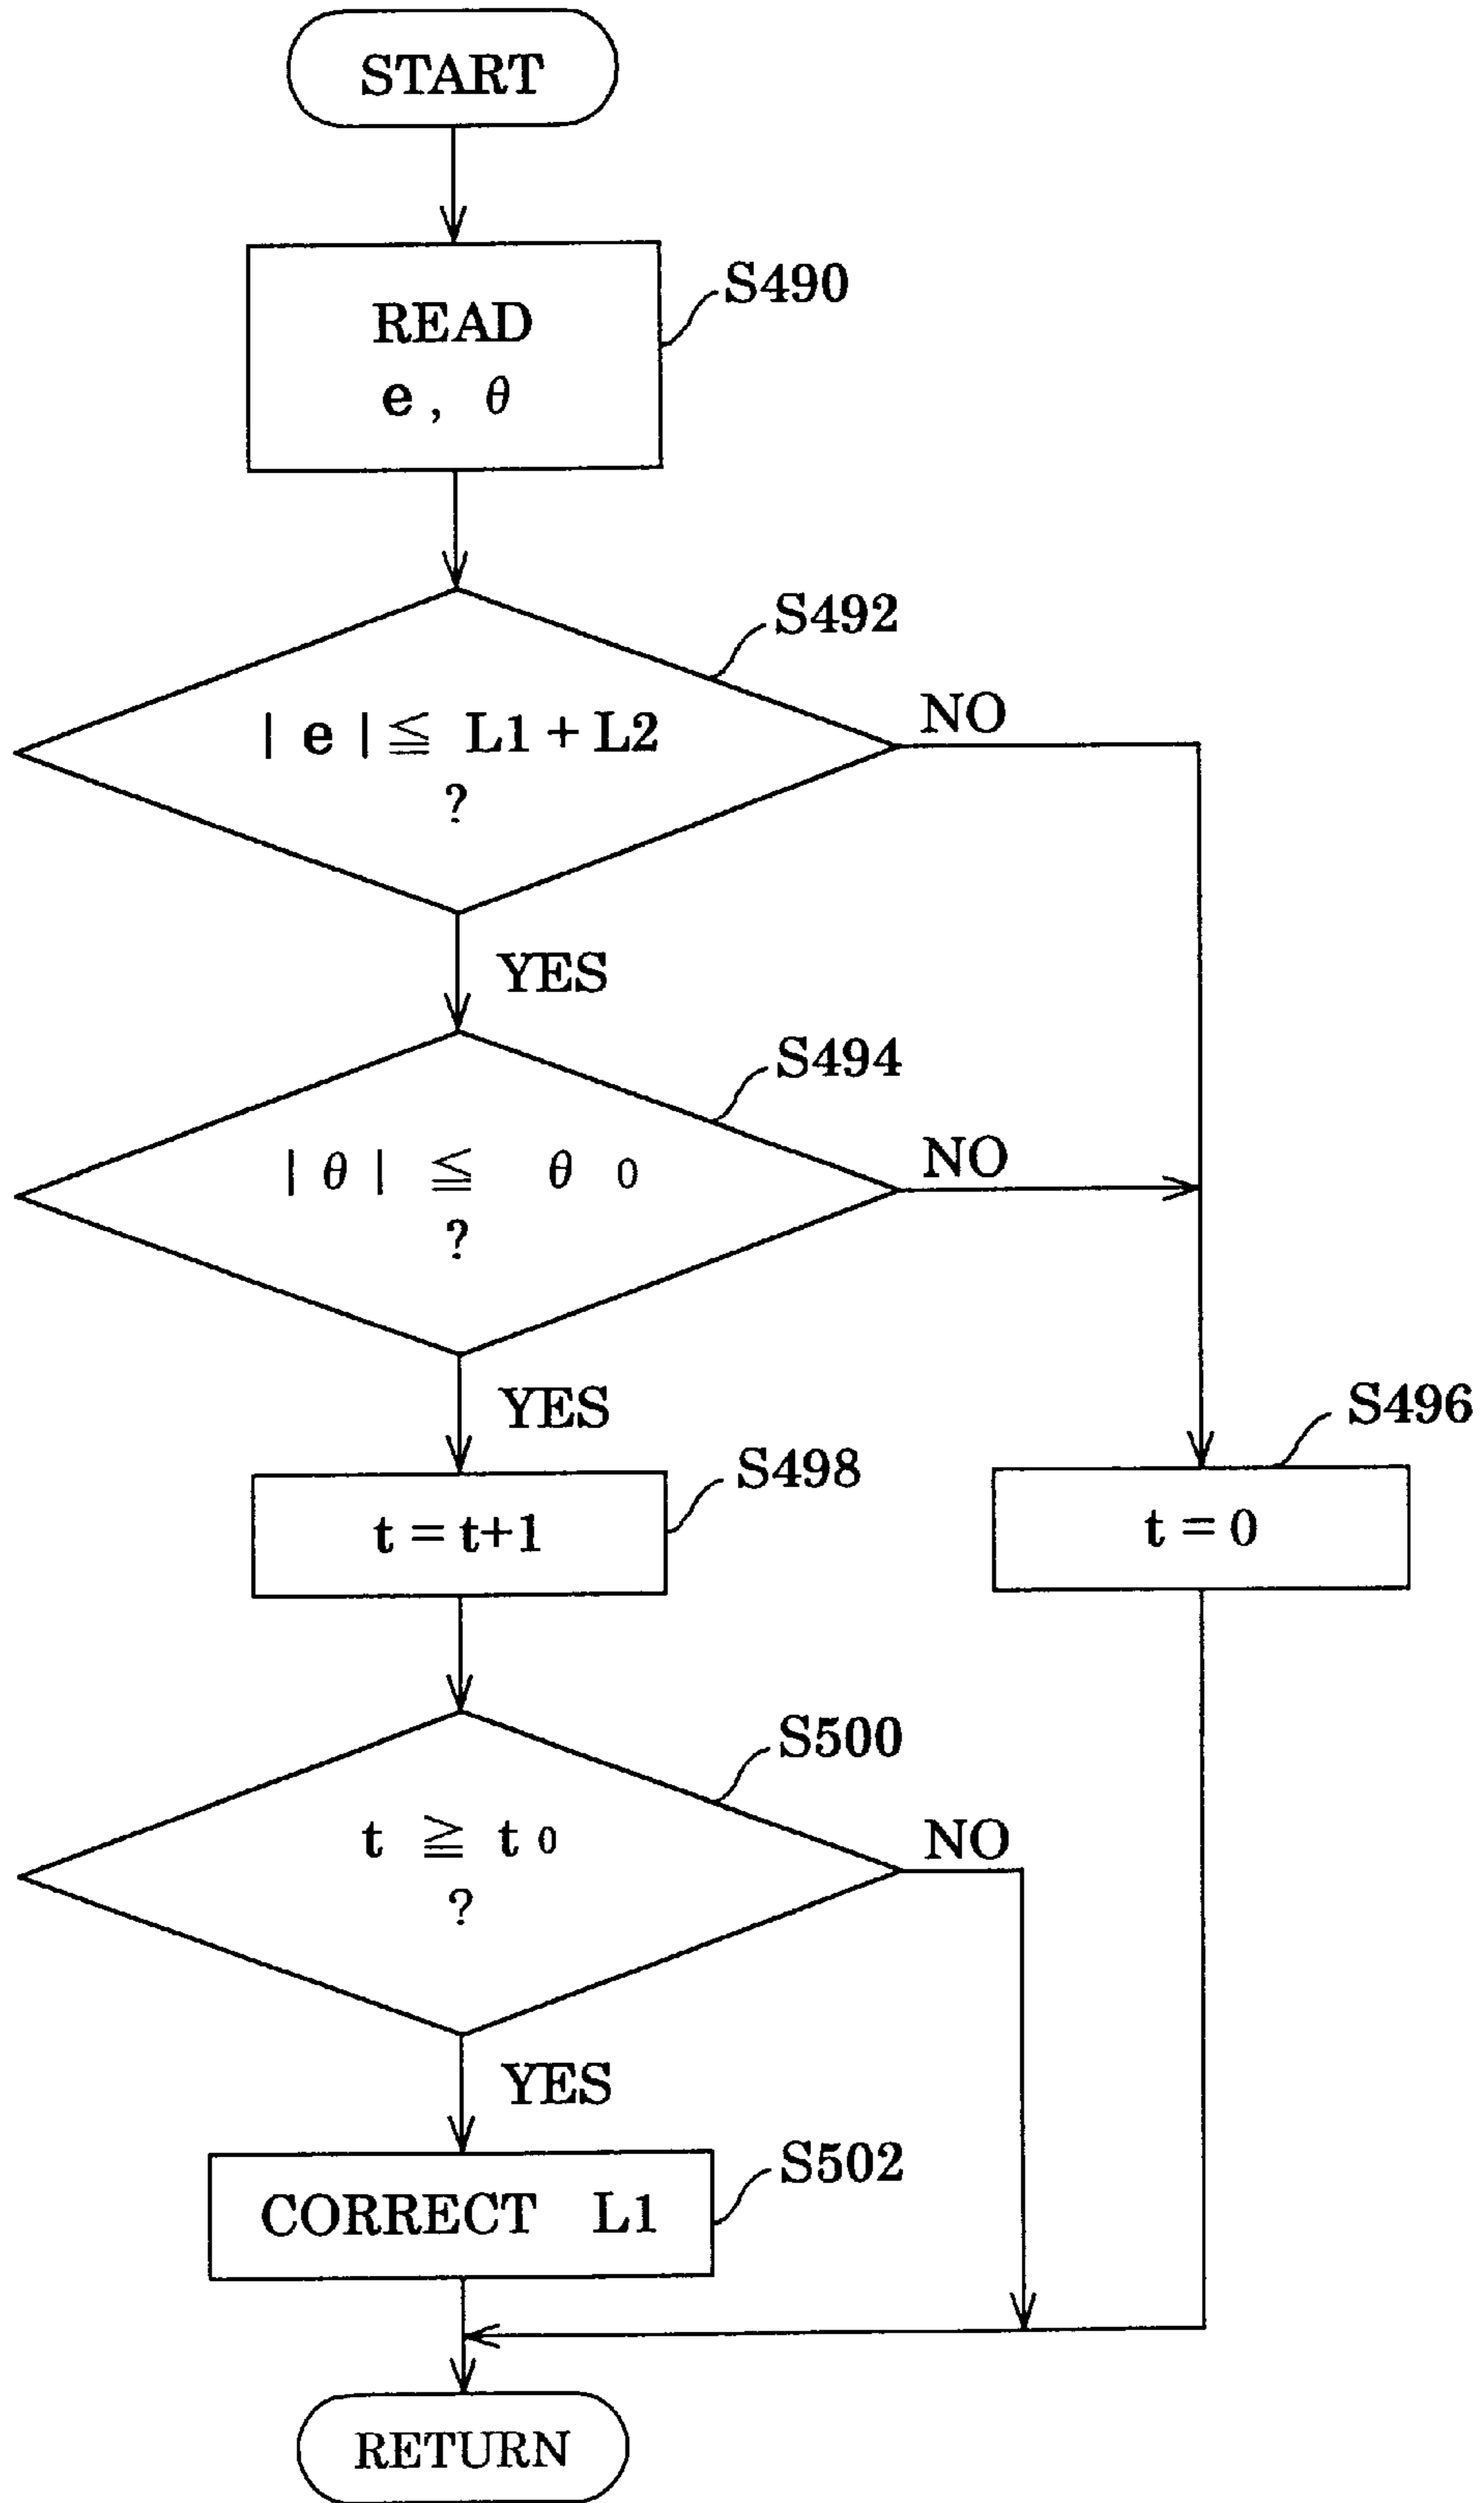 START
S490
READ
e, θ
S492
| e | ≦ L1+L2
?
NO
YES
S494
| θ | ≦ θ 0
?
NO
YES
S496
S498
t = t+1
t = 0
S500
t ≧ t 0
?
NO
YES
S502
CORRECT L1
RETURN